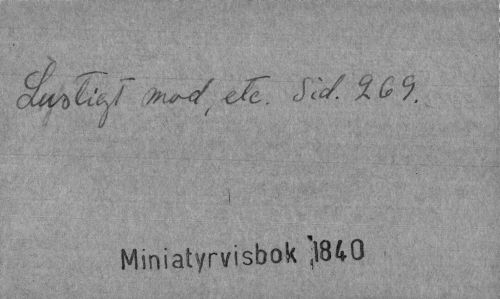 Lustigt mod, etc. Sid. 269.
Miniatyrvisbok 1840